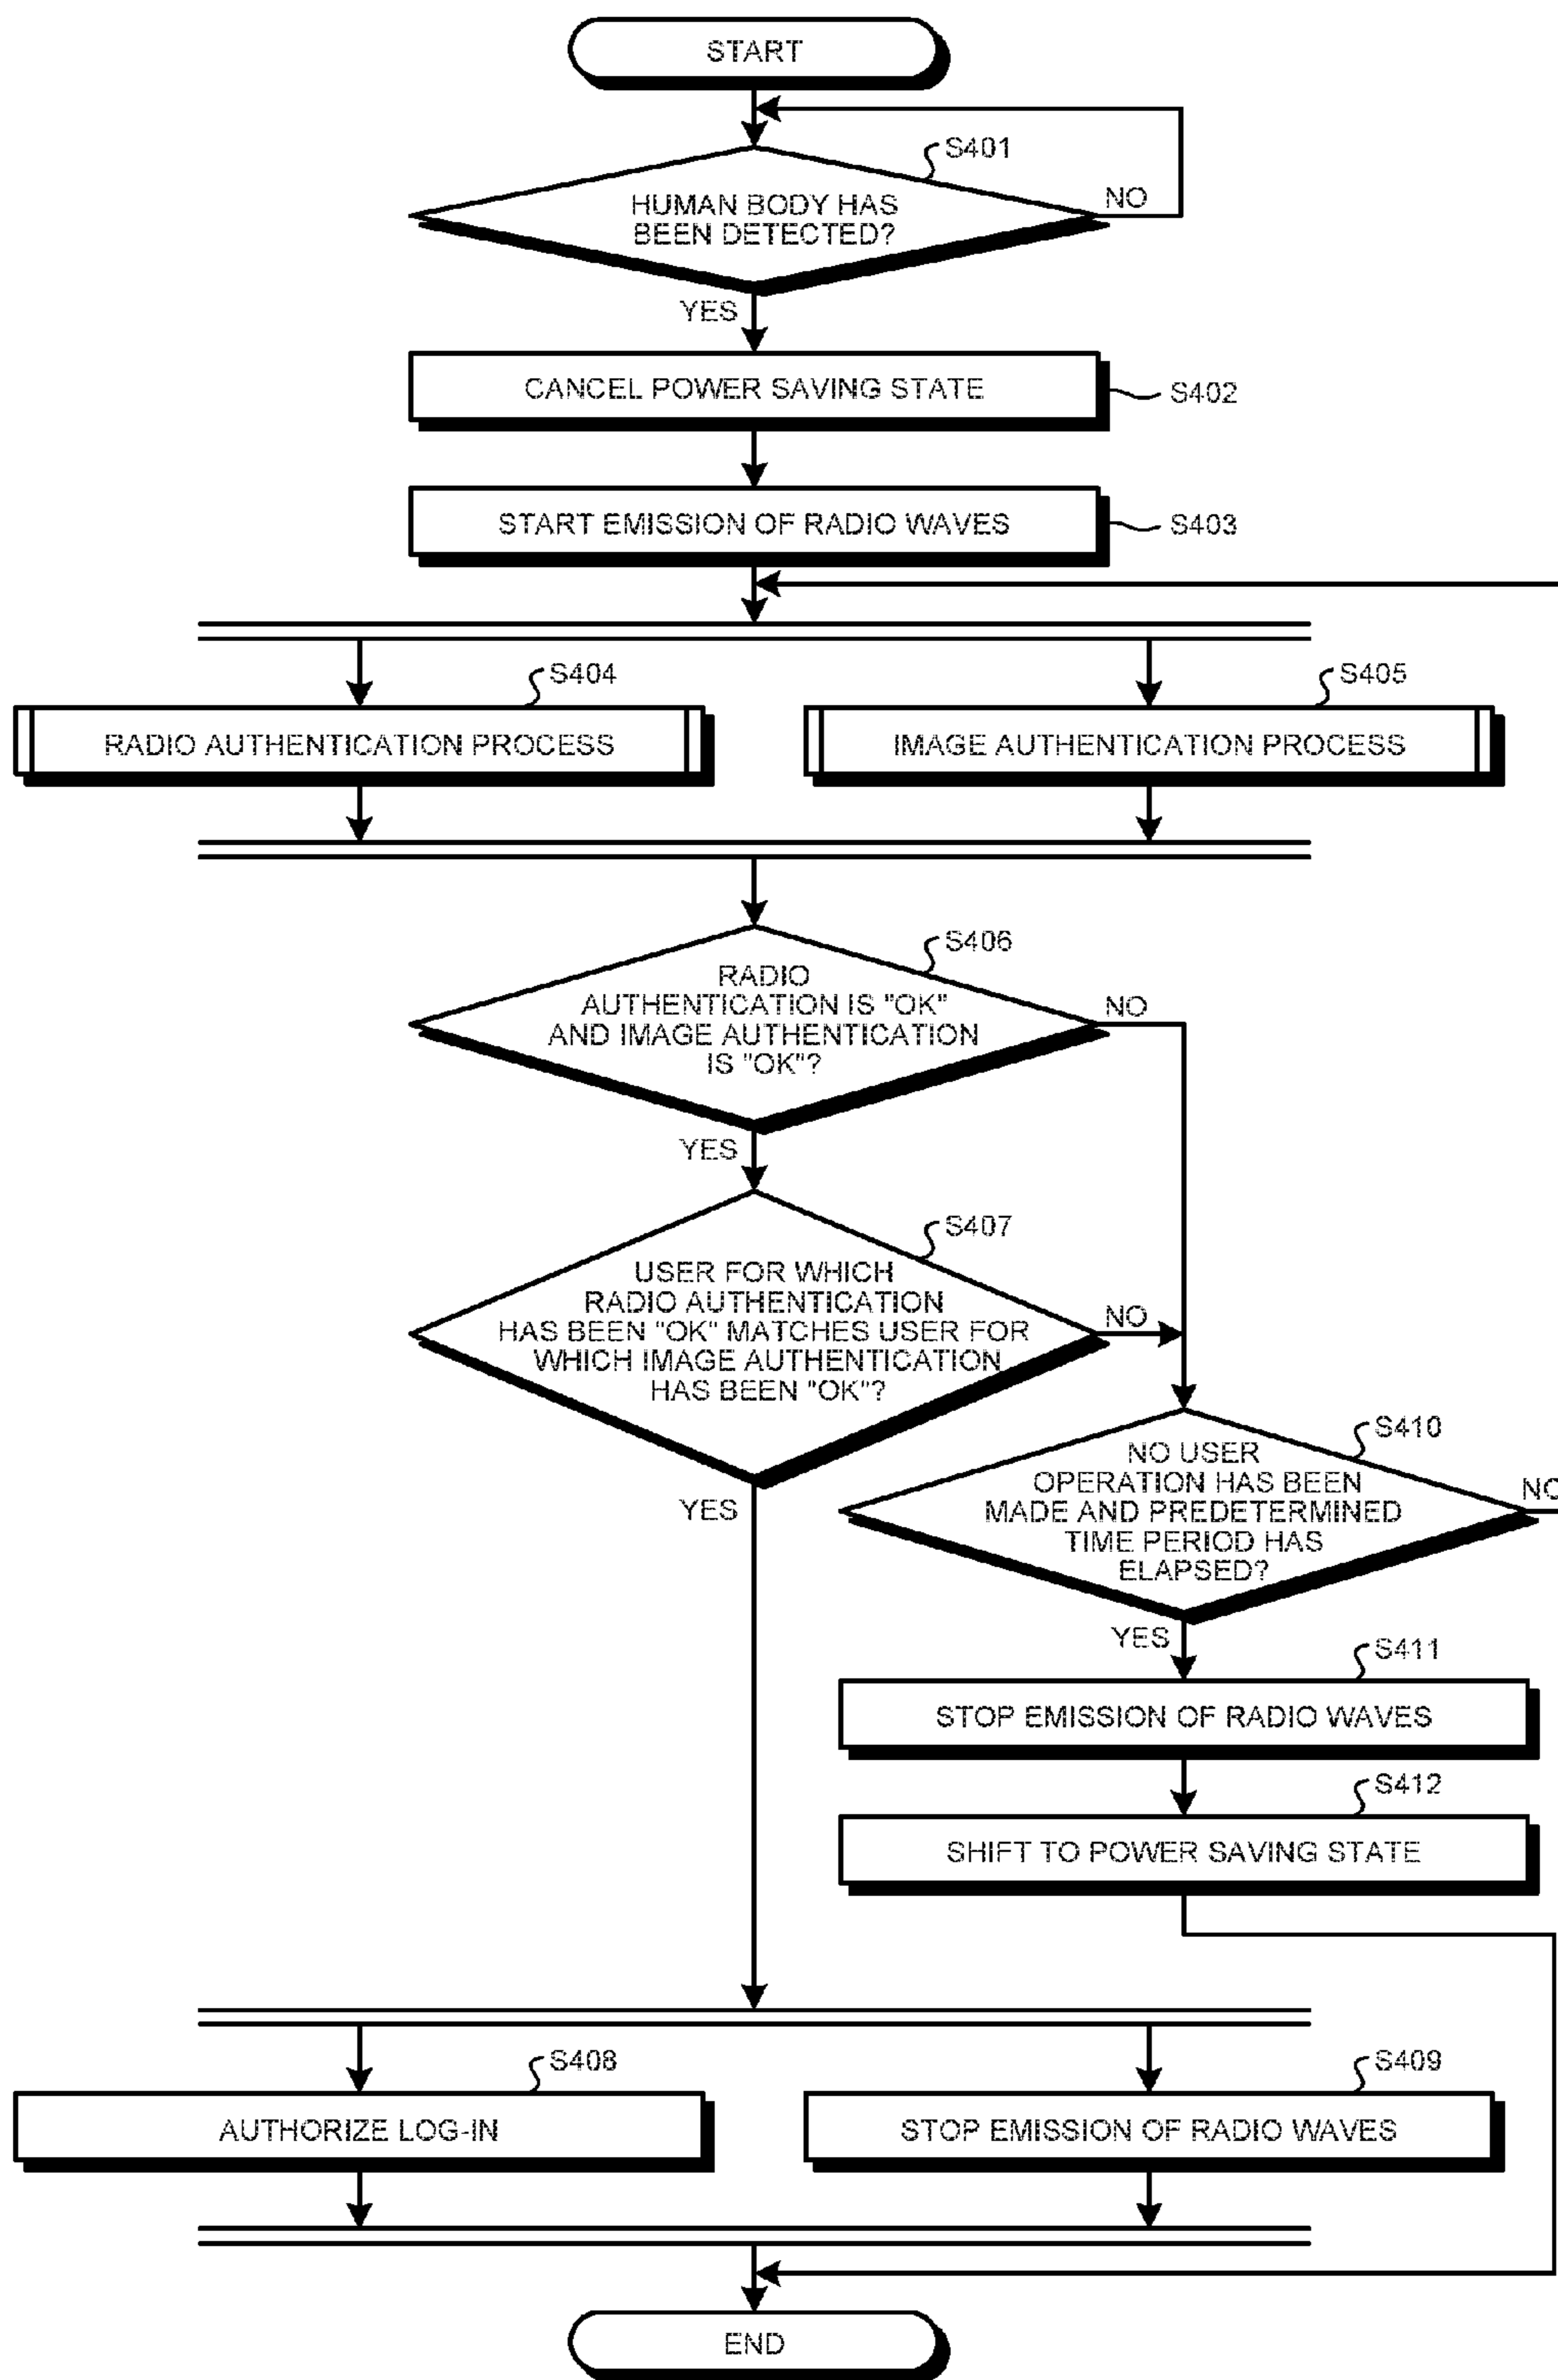 START
S401
HUMAN BODY HAS
BEEN DETECTED?
NO
YES
CANCEL POWER SAVING STATE
S402
START EMISSION OF RADIO WAVES
S403
S404
S405
RADIO AUTHENTICATION PROCESS
IMAGE AUTHENTICATION PROCESS
S406
RADIO
AUTHENTICATION IS "OK"
AND IMAGE AUTHENTICATION
IS "OK"?
NO
YES
S407
USER FOR WHICH
RADIO AUTHENTICATION
HAS BEEN "OK" MATCHES USER FOR
WHICH IMAGE AUTHENTICATION
HAS BEEN "OK"?
NO
YES
S410
NO USER
OPERATION HAS BEEN
MADE AND PREDETERMINED
TIME PERIOD HAS
ELAPSED?
NO
YES
S411
STOP EMISSION OF RADIO WAVES
S412
SHIFT TO POWER SAVING STATE
S408
S409
AUTHORIZE LOG-IN
STOP EMISSION OF RADIO WAVES
END